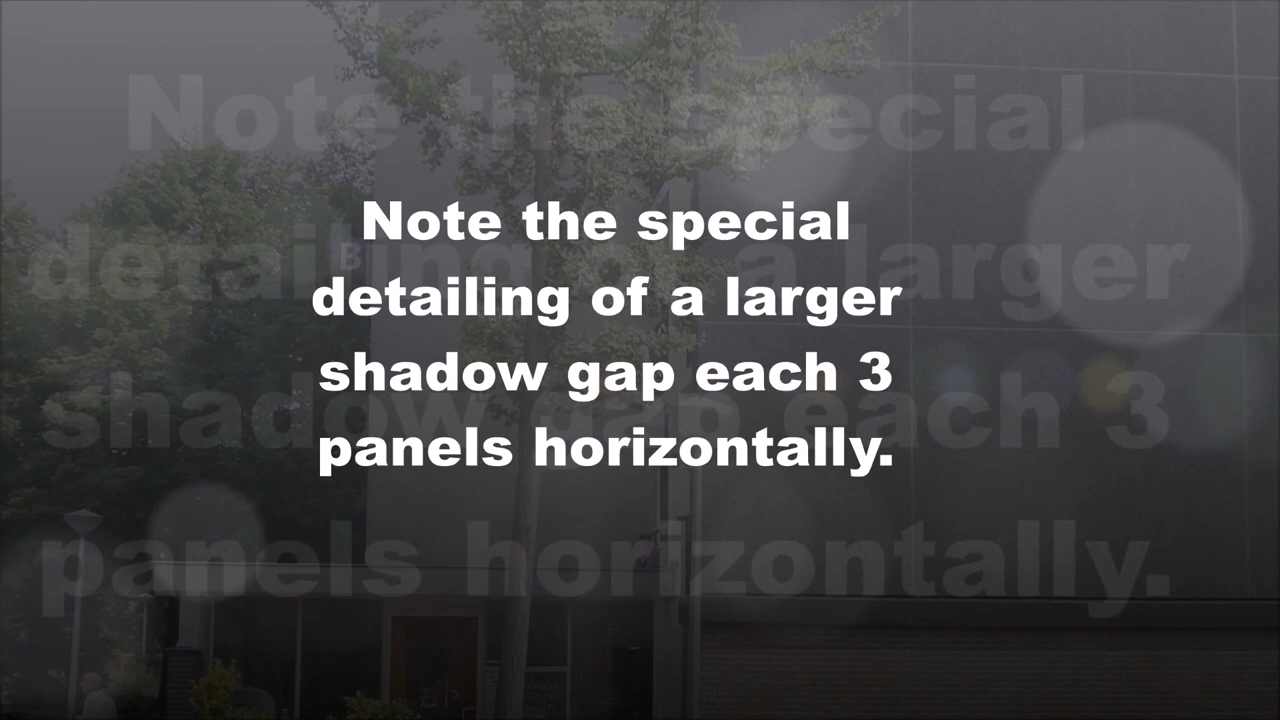 Note the special
detailing of a larger
shadow gap each 3
panels horizontally.
B